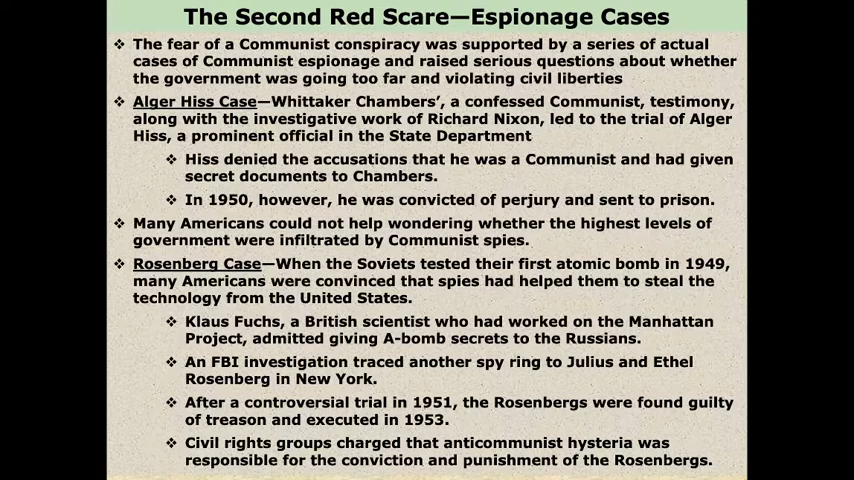 The Second Red Scare—Espionage Cases
❖ The fear of a Communist conspiracy was supported by a series of actual
cases of Communist espionage and raised serious questions about whether
the government was going too far and violating civil liberties
❖ Alger Hiss Case—Whittaker Chambers’, a confessed Communist, testimony,
along with the investigative work of Richard Nixon, led to the trial of Alger
Hiss, a prominent official in the State Department
❖ Hiss denied the accusations that he was a Communist and had given
secret documents to Chambers.
❖ In 1950, however, he was convicted of perjury and sent to prison.
❖ Many Americans could not help wondering whether the highest levels of
government were infiltrated by Communist spies.
❖ Rosenberg Case—When the Soviets tested their first atomic bomb in 1949,
many Americans were convinced that spies had helped them to steal the
technology from the United States.
❖ Klaus Fuchs, a British scientist who had worked on the Manhattan
Project, admitted giving A-bomb secrets to the Russians.
❖ An FBI investigation traced another spy ring to Julius and Ethel
Rosenberg in New York.
❖ After a controversial trial in 1951, the Rosenbergs were found guilty
of treason and executed in 1953.
❖ Civil rights groups charged that anticommunist hysteria was
responsible for the conviction and punishment of the Rosenbergs.